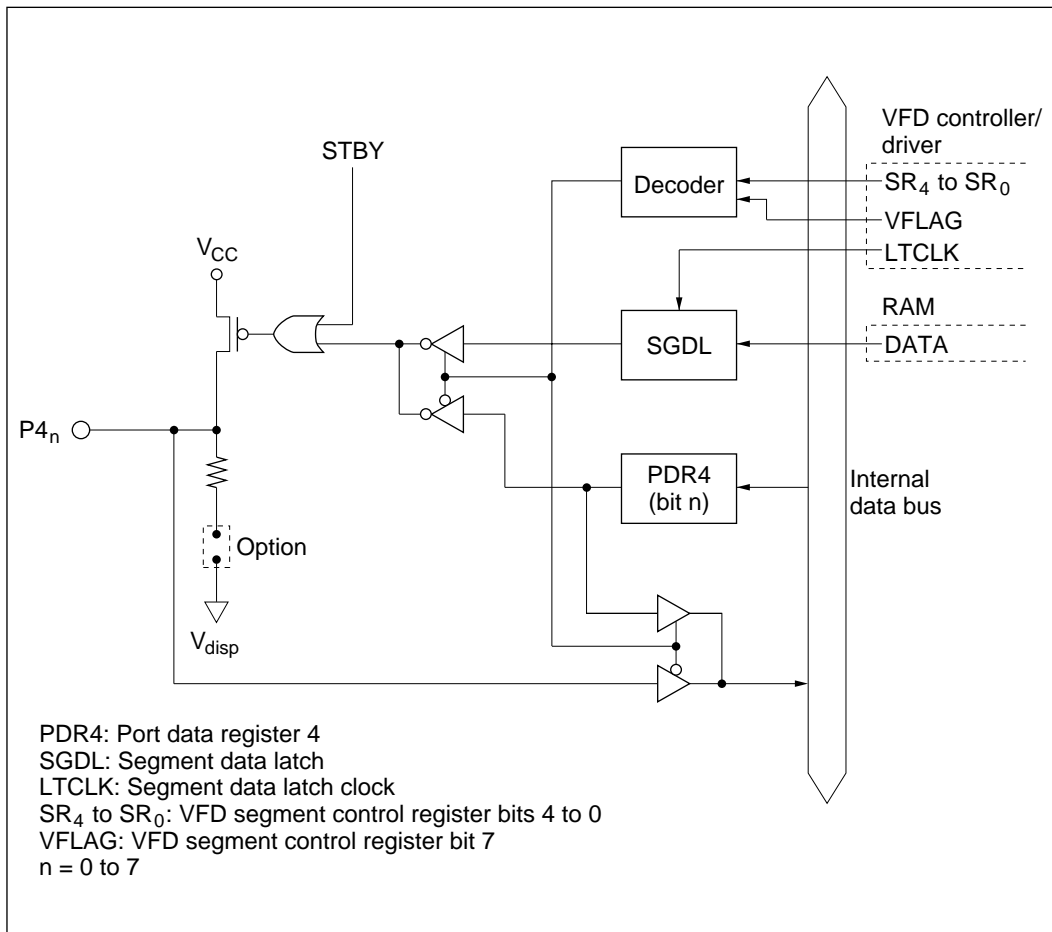 VFD controller/
driver
STBY
Decoder
SR4 to SR0
VFLAG
LTCLK
VCC
RAM
SGDL
DATA
P4n
PDR4
(bit n)
Internal
data bus
Option
Vdisp
PDR4: Port data register 4
SGDL: Segment data latch
LTCLK: Segment data latch clock
SR4 to SR0: VFD segment control register bits 4 to 0
VFLAG: VFD segment control register bit 7
n = 0 to 7